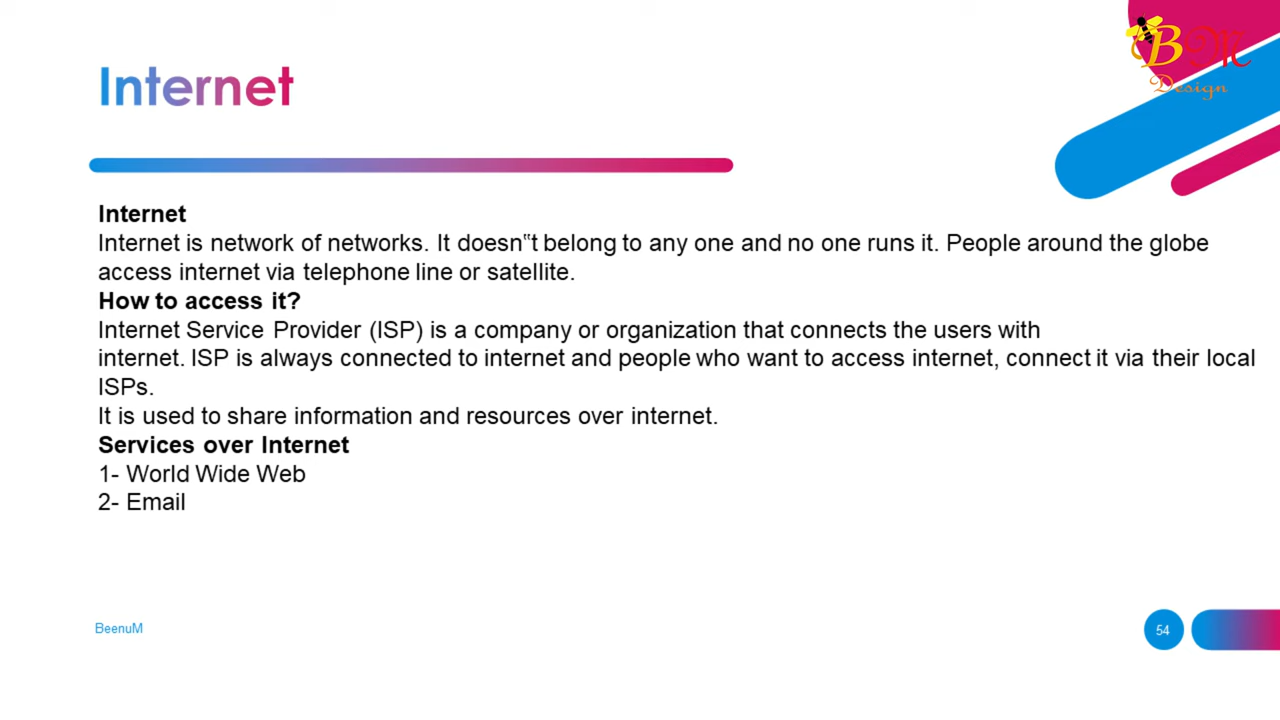 BM
Design
Internet
Internet
Internet is network of networks. It doesn‟t belong to any one and no one runs it. People around the globe
access internet via telephone line or satellite.
How to access it?
Internet Service Provider (ISP) is a company or organization that connects the users with
internet. ISP is always connected to internet and people who want to access internet, connect it via their local
ISPs.
It is used to share information and resources over internet.
Services over Internet
1- World Wide Web
2- Email
BeenuM
54